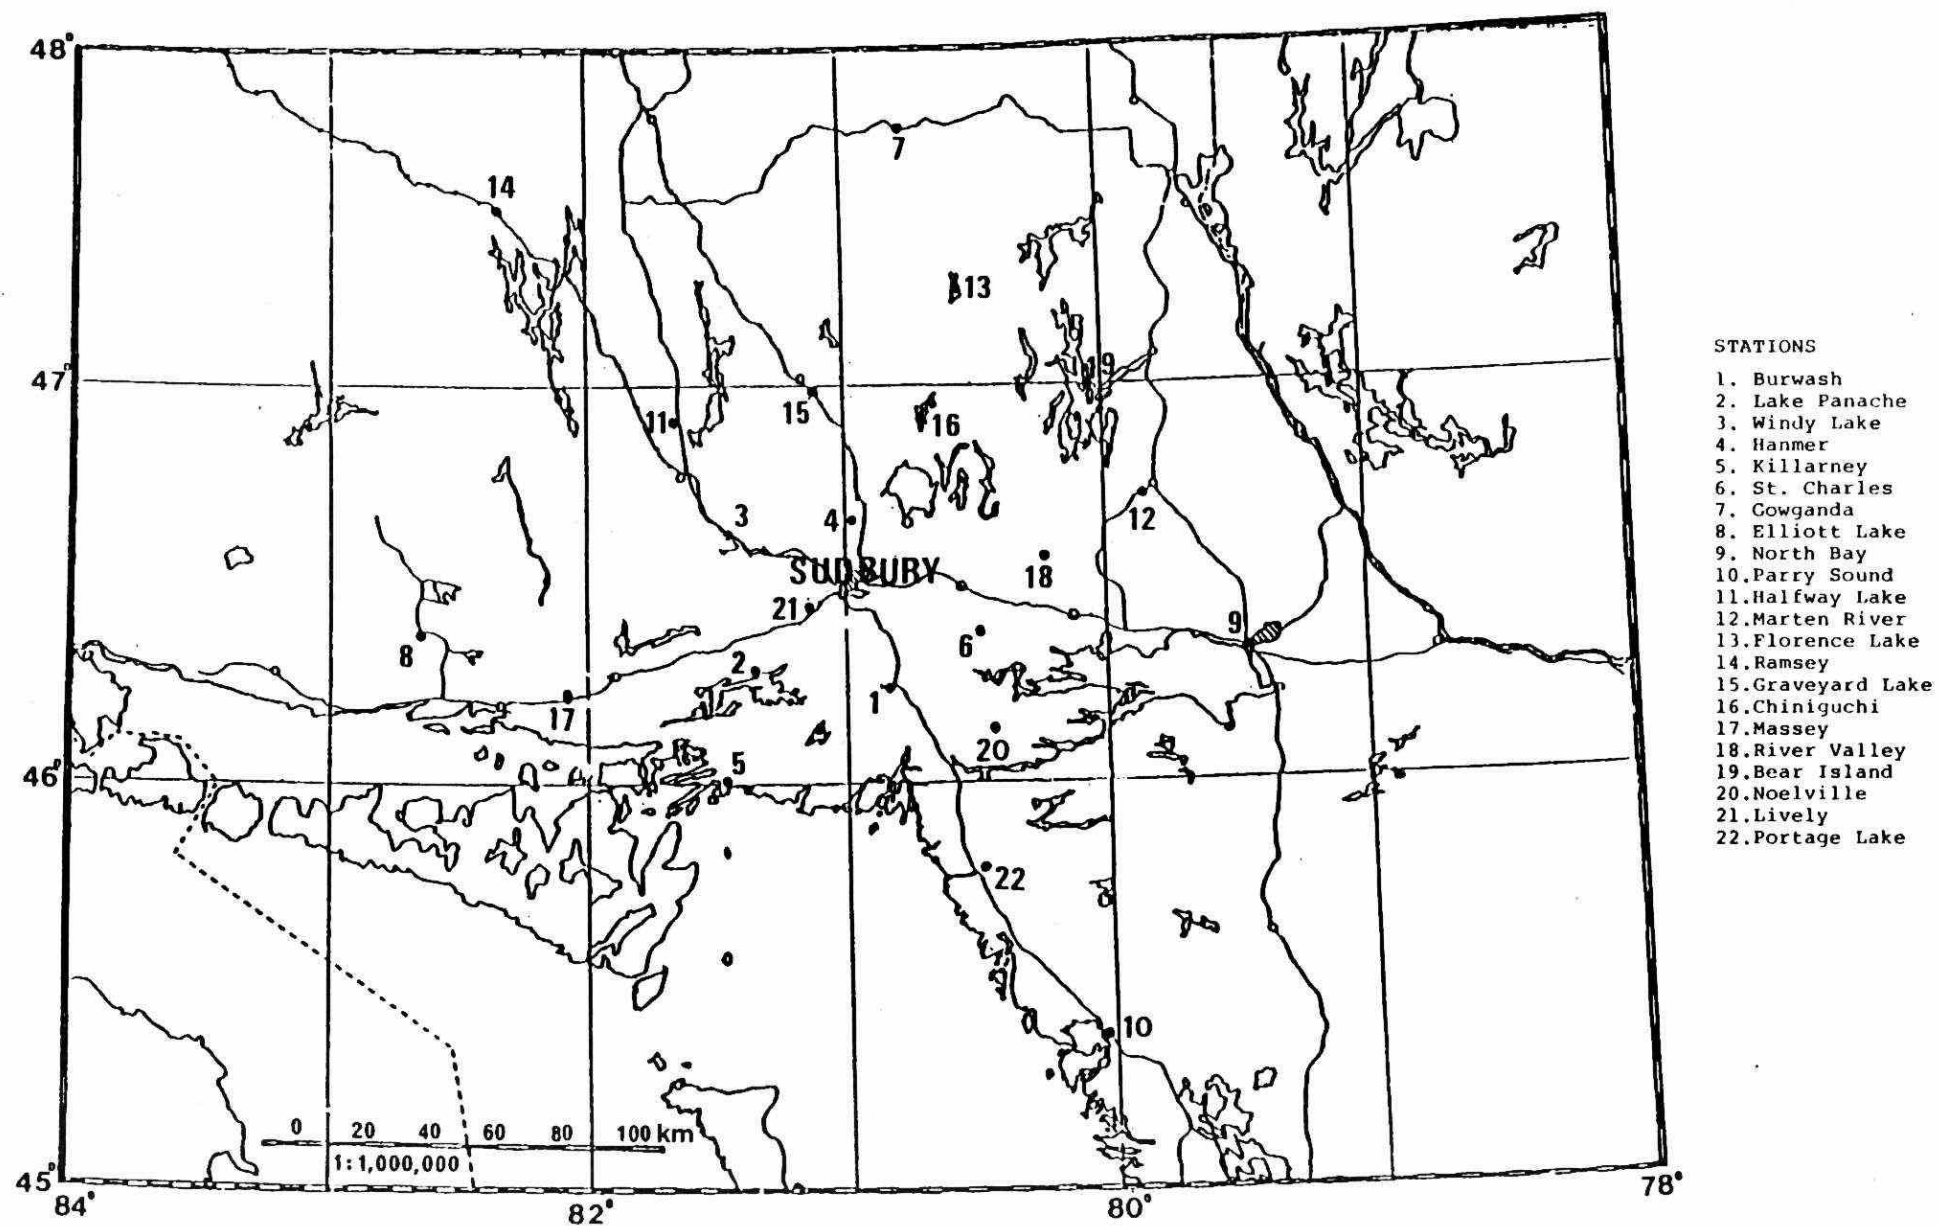 48°
14
7
13
STATIONS
1. Burwash
2. Lake Panache
3. Windy Lake
4. Hanmer
5. Killarney
6. St. Charles
7. Gowganda
8. Elliott Lake
9. North Bay
10.Parry Sound
11.Halfway Lake
12.Marten River
13.Florence Lake
14.Ramsey
15.Graveyard Lake
16.Chiniguchi
17.Massey
18.River Valley
19.Bear Island
20.Noelville
21.Lively
22.Portage Lake
47°
19
15
11
16
3
4
12
SUDBURY
18
21
9
6
8
2
1
17
20
46°
5
22
10
0 20 40 60 80 100 km
1:1,000,000
45°
84°
82°
80°
78°